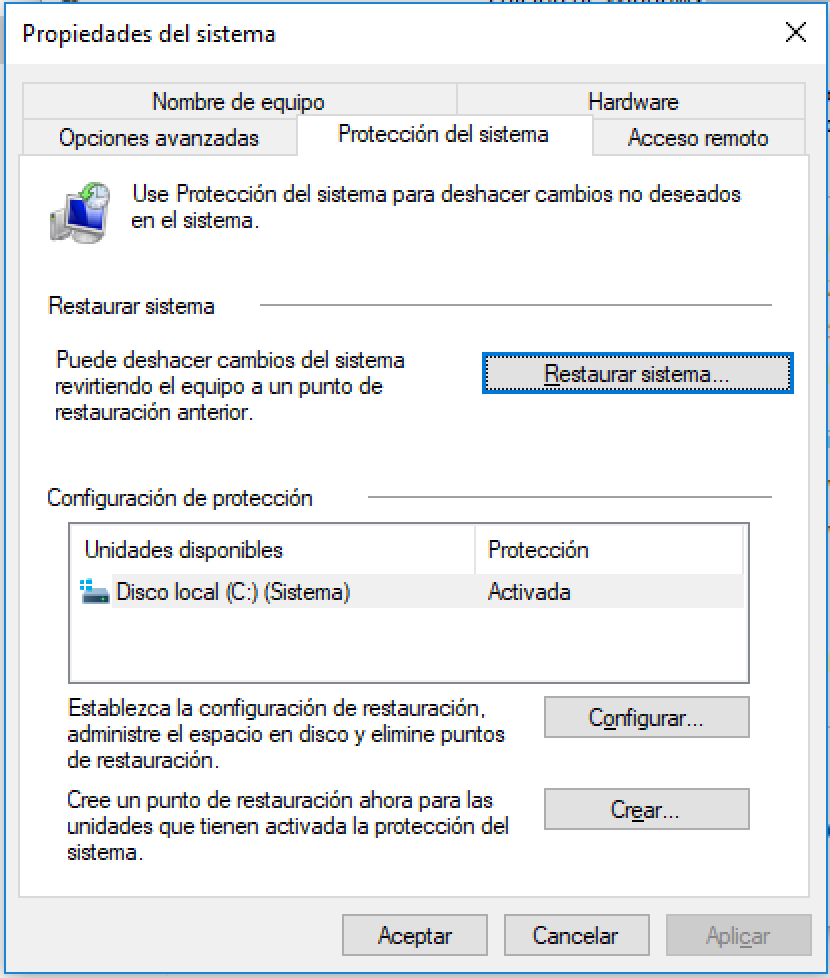 Propiedades del sistema
Nombre de equipo
Hardware
Opciones avanzadas
Protección del sistema
Acceso remoto
Use Protección del sistema para deshacer cambios no deseados
en el sistema.
Restaurar sistema
Puede deshacer cambios del sistema
revirtiendo el equipo a un punto de
restauración anterior.
Restaurar sistema...
Configuración de protección
Unidades disponibles
Protección
Disco local (C:) (Sistema)
Activada
Establezca la configuración de restauración,
administre el espacio en disco y elimine puntos
de restauración.
Configurar...
Cree un punto de restauración ahora para las
unidades que tienen activada la protección del
sistema.
Crear...
Aceptar
Cancelar
Aplicar